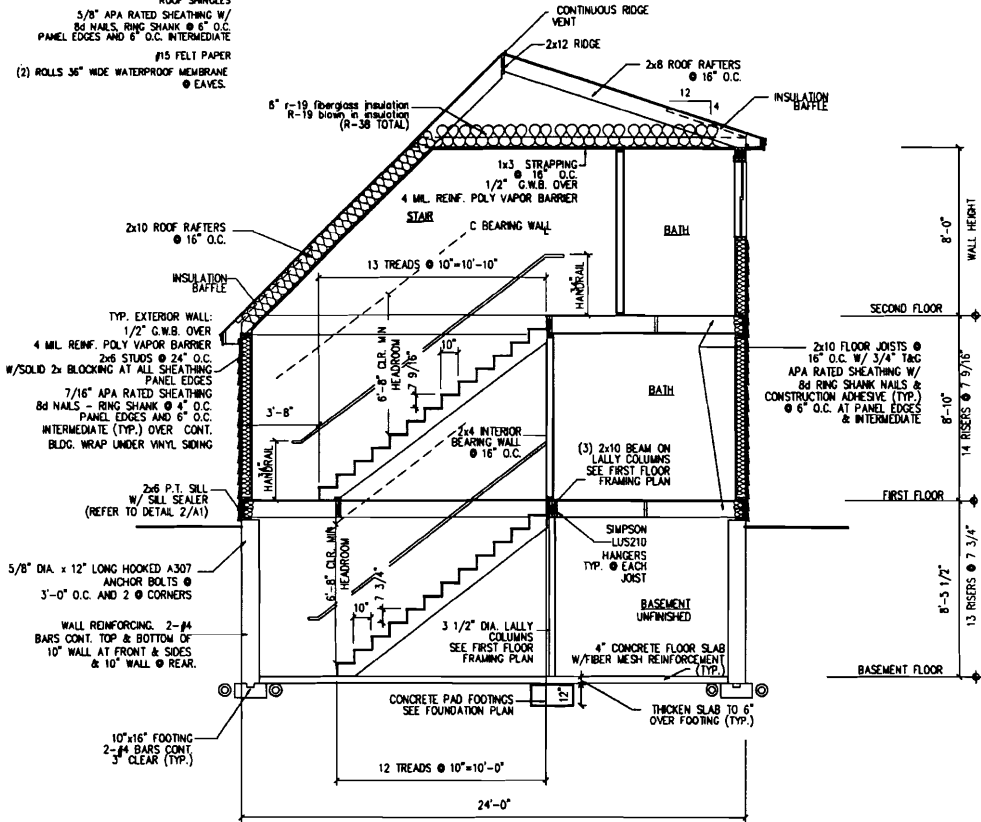 ROOF SHINGLES
5/8" APA RATED SHEATHING W/
8d NAILS, RING SHANK @ 6" O.C.
PANEL EDGES AND 6" O.C. INTERMEDIATE
#15 FELT PAPER
(2) ROLLS 36" WIDE WATERPROOF MEMBRANE
@ EAVES.
CONTINUOUS RIDGE
VENT
2x12 RIDGE
2x8 ROOF RAFTERS
@ 16" O.C.
12
4
INSULATION
BAFFLE
6" r-19 fiberglass insulation
R-19 blown in insulation
(R-38 TOTAL)
1x3 STRAPPING
@ 16" O.C.
1/2" G.W.B. OVER
4 MIL. REINF. POLY VAPOR BARRIER
STAIR
C BEARING WALL
BATH
2x10 ROOF RAFTERS
@ 16" O.C.
13 TREADS @ 10"=10'-10"
INSULATION
BAFFLE
34"
HANDRAIL
8'-0"
WALL HEIGHT
SECOND FLOOR
TYP. EXTERIOR WALL:
1/2" G.W.B. OVER
4 MIL. REINF. POLY VAPOR BARRIER
2x6 STUDS @ 24" O.C.
W/SOLID 2x BLOCKING AT ALL SHEATHING
PANEL EDGES
7/16" APA RATED SHEATHING
8d NAILS - RING SHANK @ 4" O.C.
PANEL EDGES AND 6" O.C.
INTERMEDIATE (TYP.) OVER CONT.
BLDG. WRAP UNDER VINYL SIDING
6'-8" CLR. MIN
HEADROOM
10"
7 9/16"
3'-8"
34"
HANDRAIL
BATH
2x4 INTERIOR
BEARING WALL
@ 16" O.C.
(3) 2x10 BEAM ON
LALLY COLUMNS
SEE FIRST FLOOR
FRAMING PLAN
2x10 FLOOR JOISTS @
16" O.C. W/ 3/4" T&G
APA RATED SHEATHING W/
8d RING SHANK NAILS &
CONSTRUCTION ADHESIVE (TYP.)
@ 6" O.C. AT PANEL EDGES
& INTERMEDIATE
8'-10"
14 RISERS @ 7 9/16"
FIRST FLOOR
2x6 P.T. SILL
W/ SILL SEALER
(REFER TO DETAIL 2/A1)
SIMPSON
LUS210
HANGERS
TYP. @ EACH
JOIST
5/8" DIA. x 12" LONG HOOKED A307
ANCHOR BOLTS @
3'-0" O.C. AND 2 @ CORNERS
6'-8" CLR. MIN
HEADROOM
10"
7 3/4"
BASEMENT
UNFINISHED
8'-5 1/2"
13 RISERS @ 7 3/4"
WALL REINFORCING. 2-#4
BARS CONT. TOP & BOTTOM OF
10" WALL AT FRONT & SIDES
& 10" WALL @ REAR.
3 1/2" DIA. LALLY
COLUMNS
SEE FIRST FLOOR
FRAMING PLAN
4" CONCRETE FLOOR SLAB
W/FIBER MESH REINFORCEMENT
(TYP.)
BASEMENT FLOOR
CONCRETE PAD FOOTINGS
SEE FOUNDATION PLAN
12"
THICKEN SLAB TO 6"
OVER FOOTING (TYP.)
10"x16" FOOTING
2-#4 BARS CONT.
3" CLEAR (TYP.)
12 TREADS @ 10"=10'-0"
24'-0"